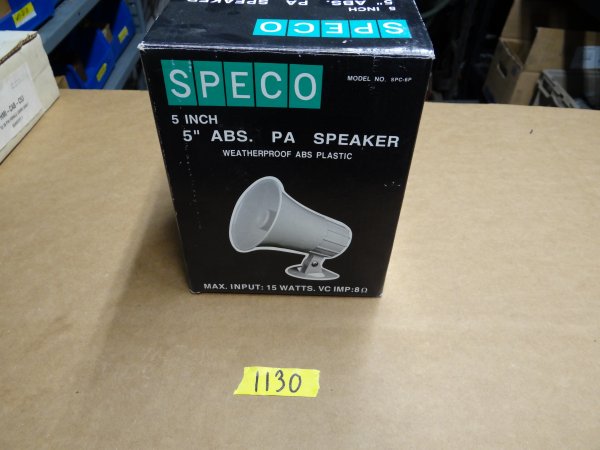 5 INCH
5" ABS. PA SPEAKER
SPECO
SPECO
MODEL NO. SPC-5P
5 INCH
5" ABS. PA SPEAKER
WEATHERPROOF ABS PLASTIC
MAX. INPUT: 15 WATTS. VC IMP:8Ω
1130